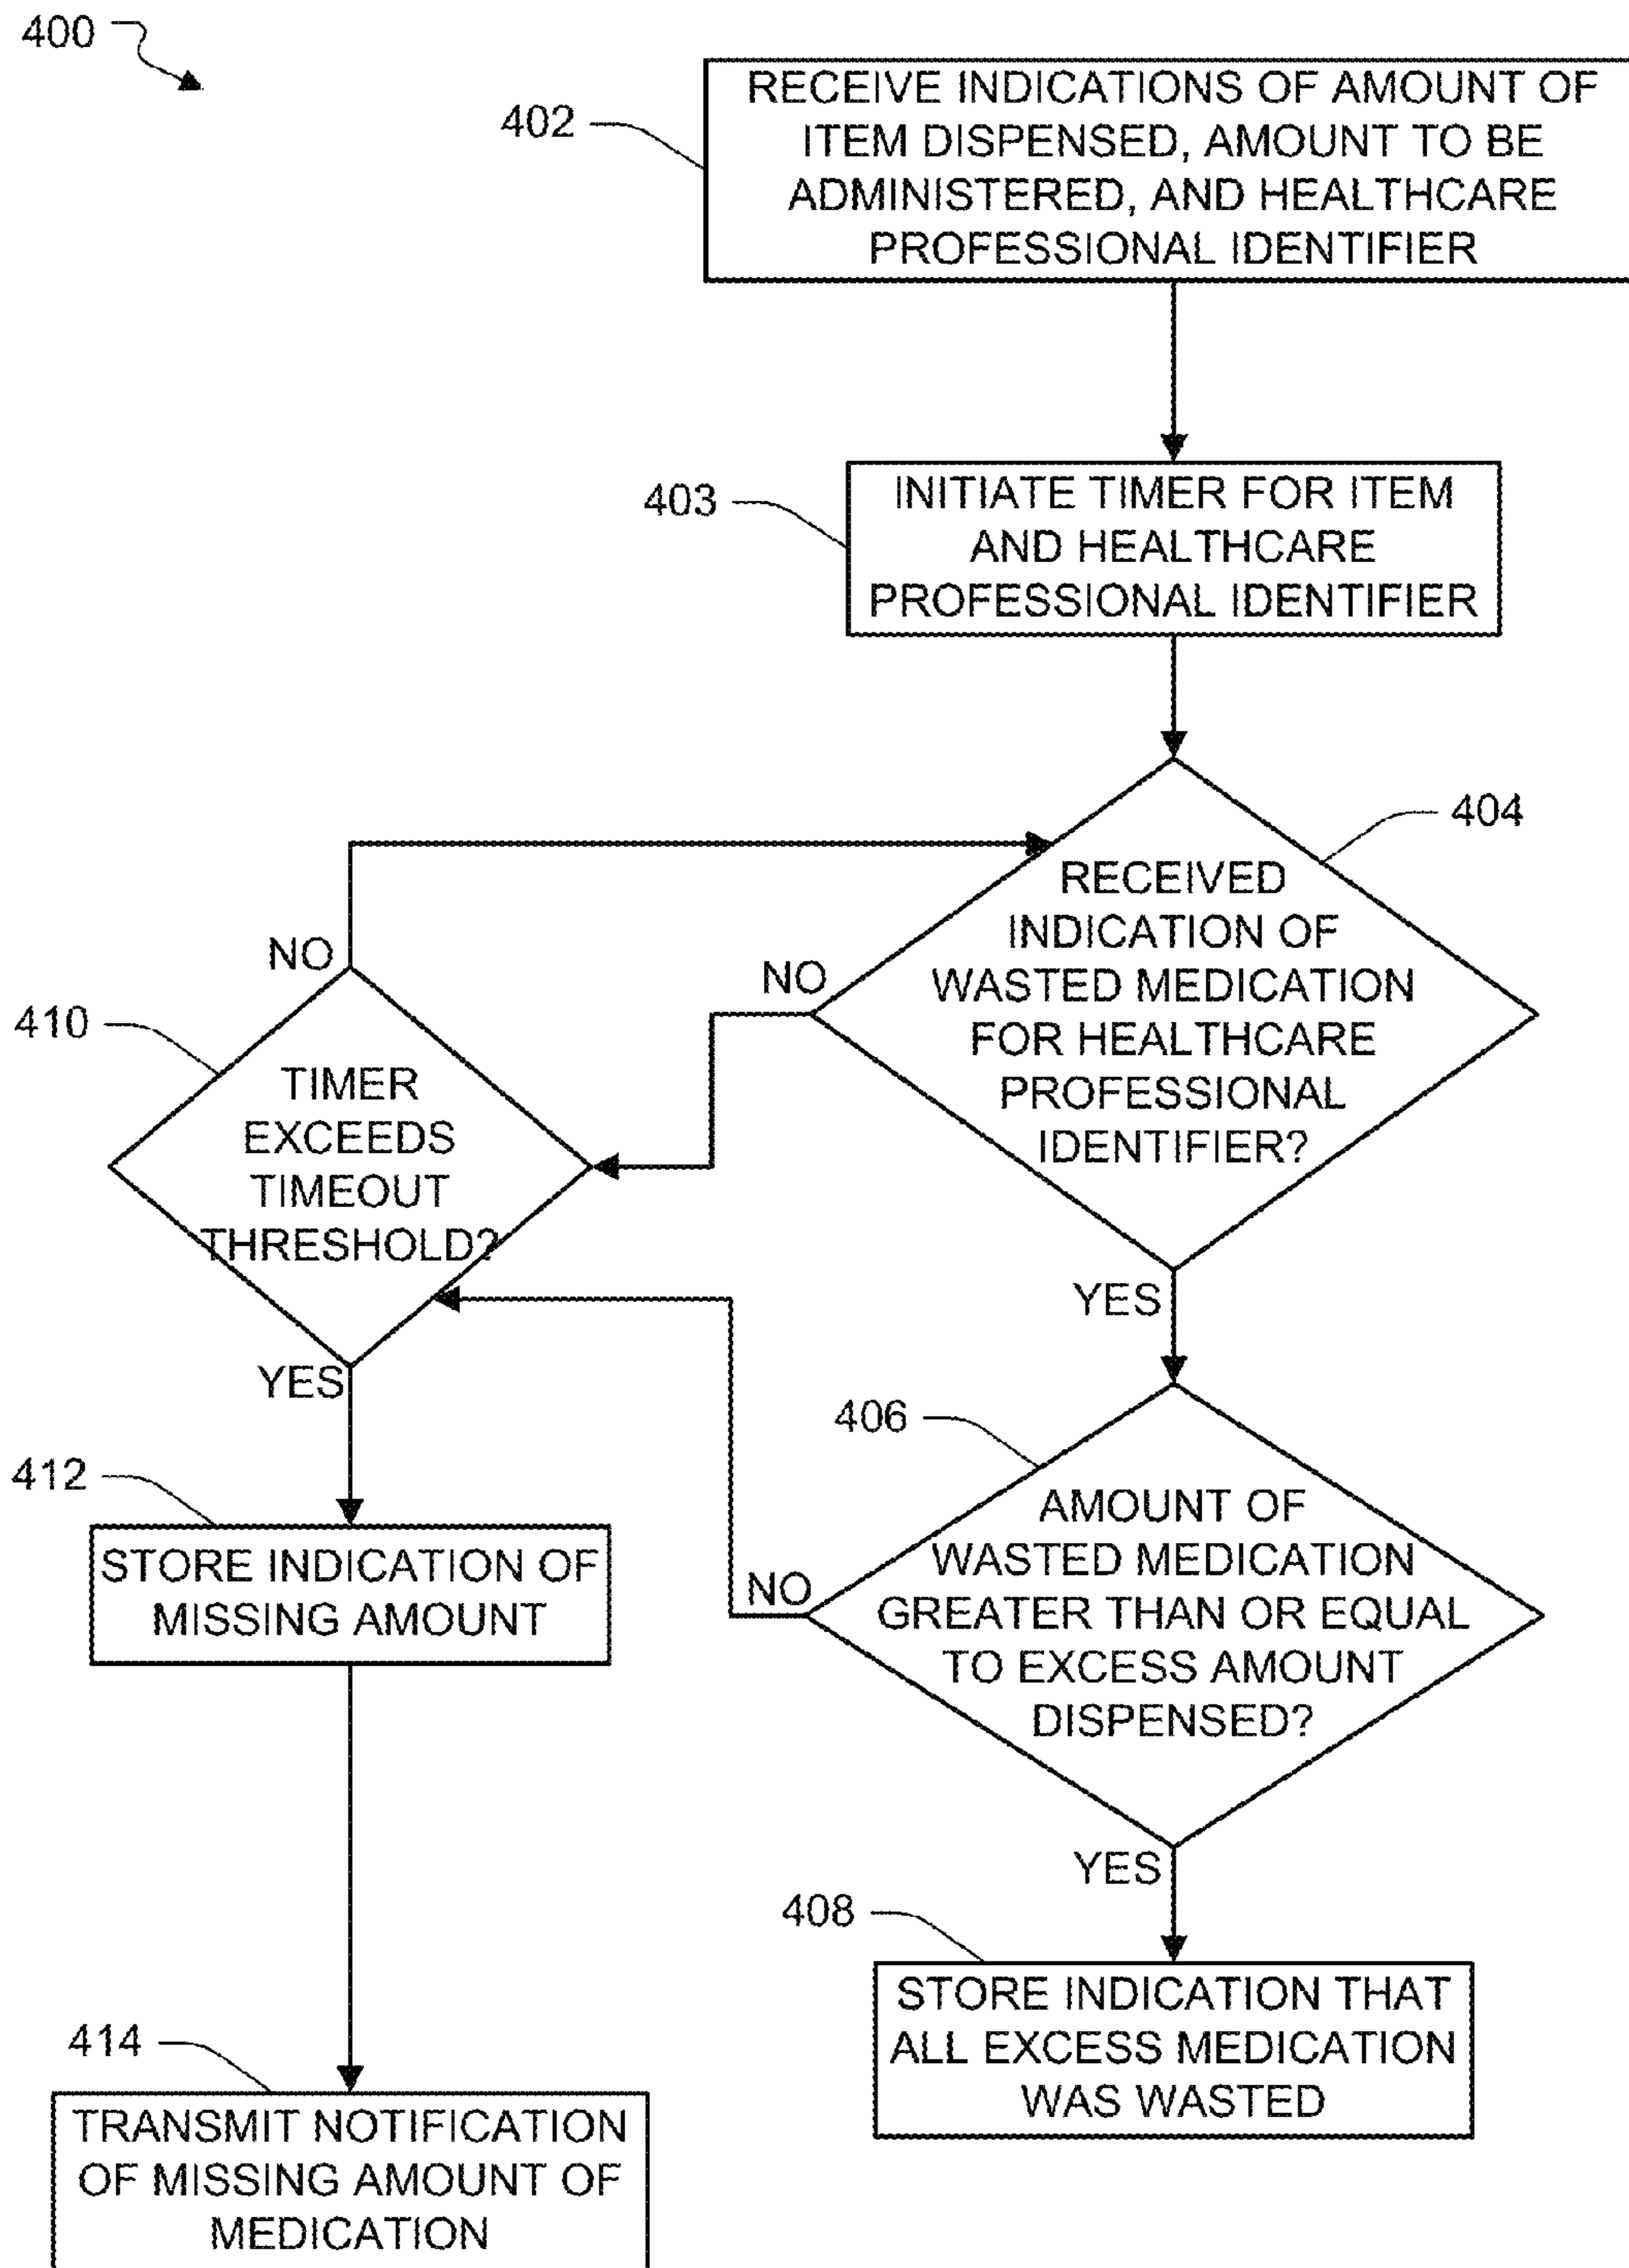 400
402
RECEIVE INDICATIONS OF AMOUNT OF
ITEM DISPENSED, AMOUNT TO BE
ADMINISTERED, AND HEALTHCARE
PROFESSIONAL IDENTIFIER
403
INITIATE TIMER FOR ITEM
AND HEALTHCARE
PROFESSIONAL IDENTIFIER
404
RECEIVED
INDICATION OF
WASTED MEDICATION
FOR HEALTHCARE
PROFESSIONAL
IDENTIFIER?
NO
YES
410
NO
TIMER
EXCEEDS
TIMEOUT
THRESHOLD?
YES
406
AMOUNT OF
WASTED MEDICATION
GREATER THAN OR EQUAL
TO EXCESS AMOUNT
DISPENSED?
NO
YES
412
STORE INDICATION OF
MISSING AMOUNT
408
STORE INDICATION THAT
ALL EXCESS MEDICATION
WAS WASTED
414
TRANSMIT NOTIFICATION
OF MISSING AMOUNT OF
MEDICATION